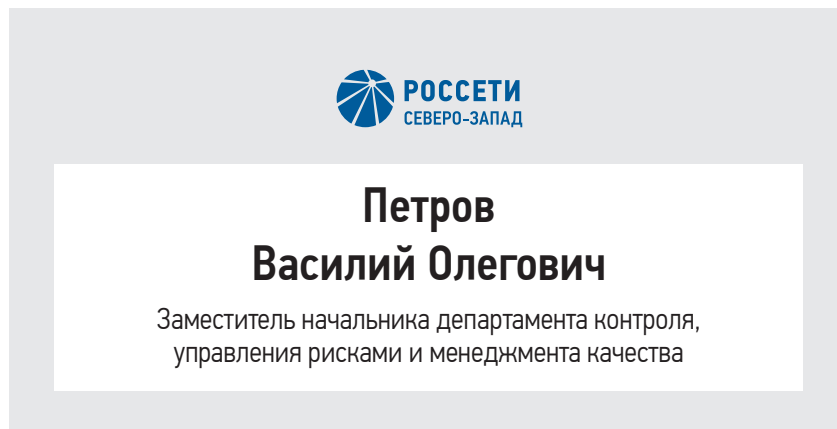 РОССЕТИ
СЕВЕРО-ЗАПАД
Петров
Василий Олегович
Заместитель начальника департамента контроля,
управления рисками и менеджмента качества